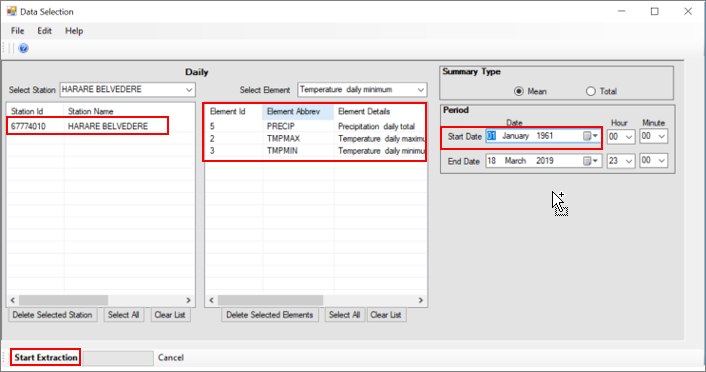 Data Selection
File Edit Help
Daily
Select Station HARARE BELVEDERE
Select Element Temperature daily minimum
Station Id Station Name
67774010 HARARE BELVEDERE
Element Id Element Abbrev Element Details
5 PRECIP Precipitation daily total
2 TMPMAX Temperature daily maximu
3 TMPMIN Temperature daily minimum
Delete Selected Station Select All Clear List
Delete Selected Elements Select All Clear List
Summary Type
Mean Total
Period
Date Hour Minute
Start Date 01 January 1961 00 00
End Date 18 March 2019 23 00
Start Extraction Cancel